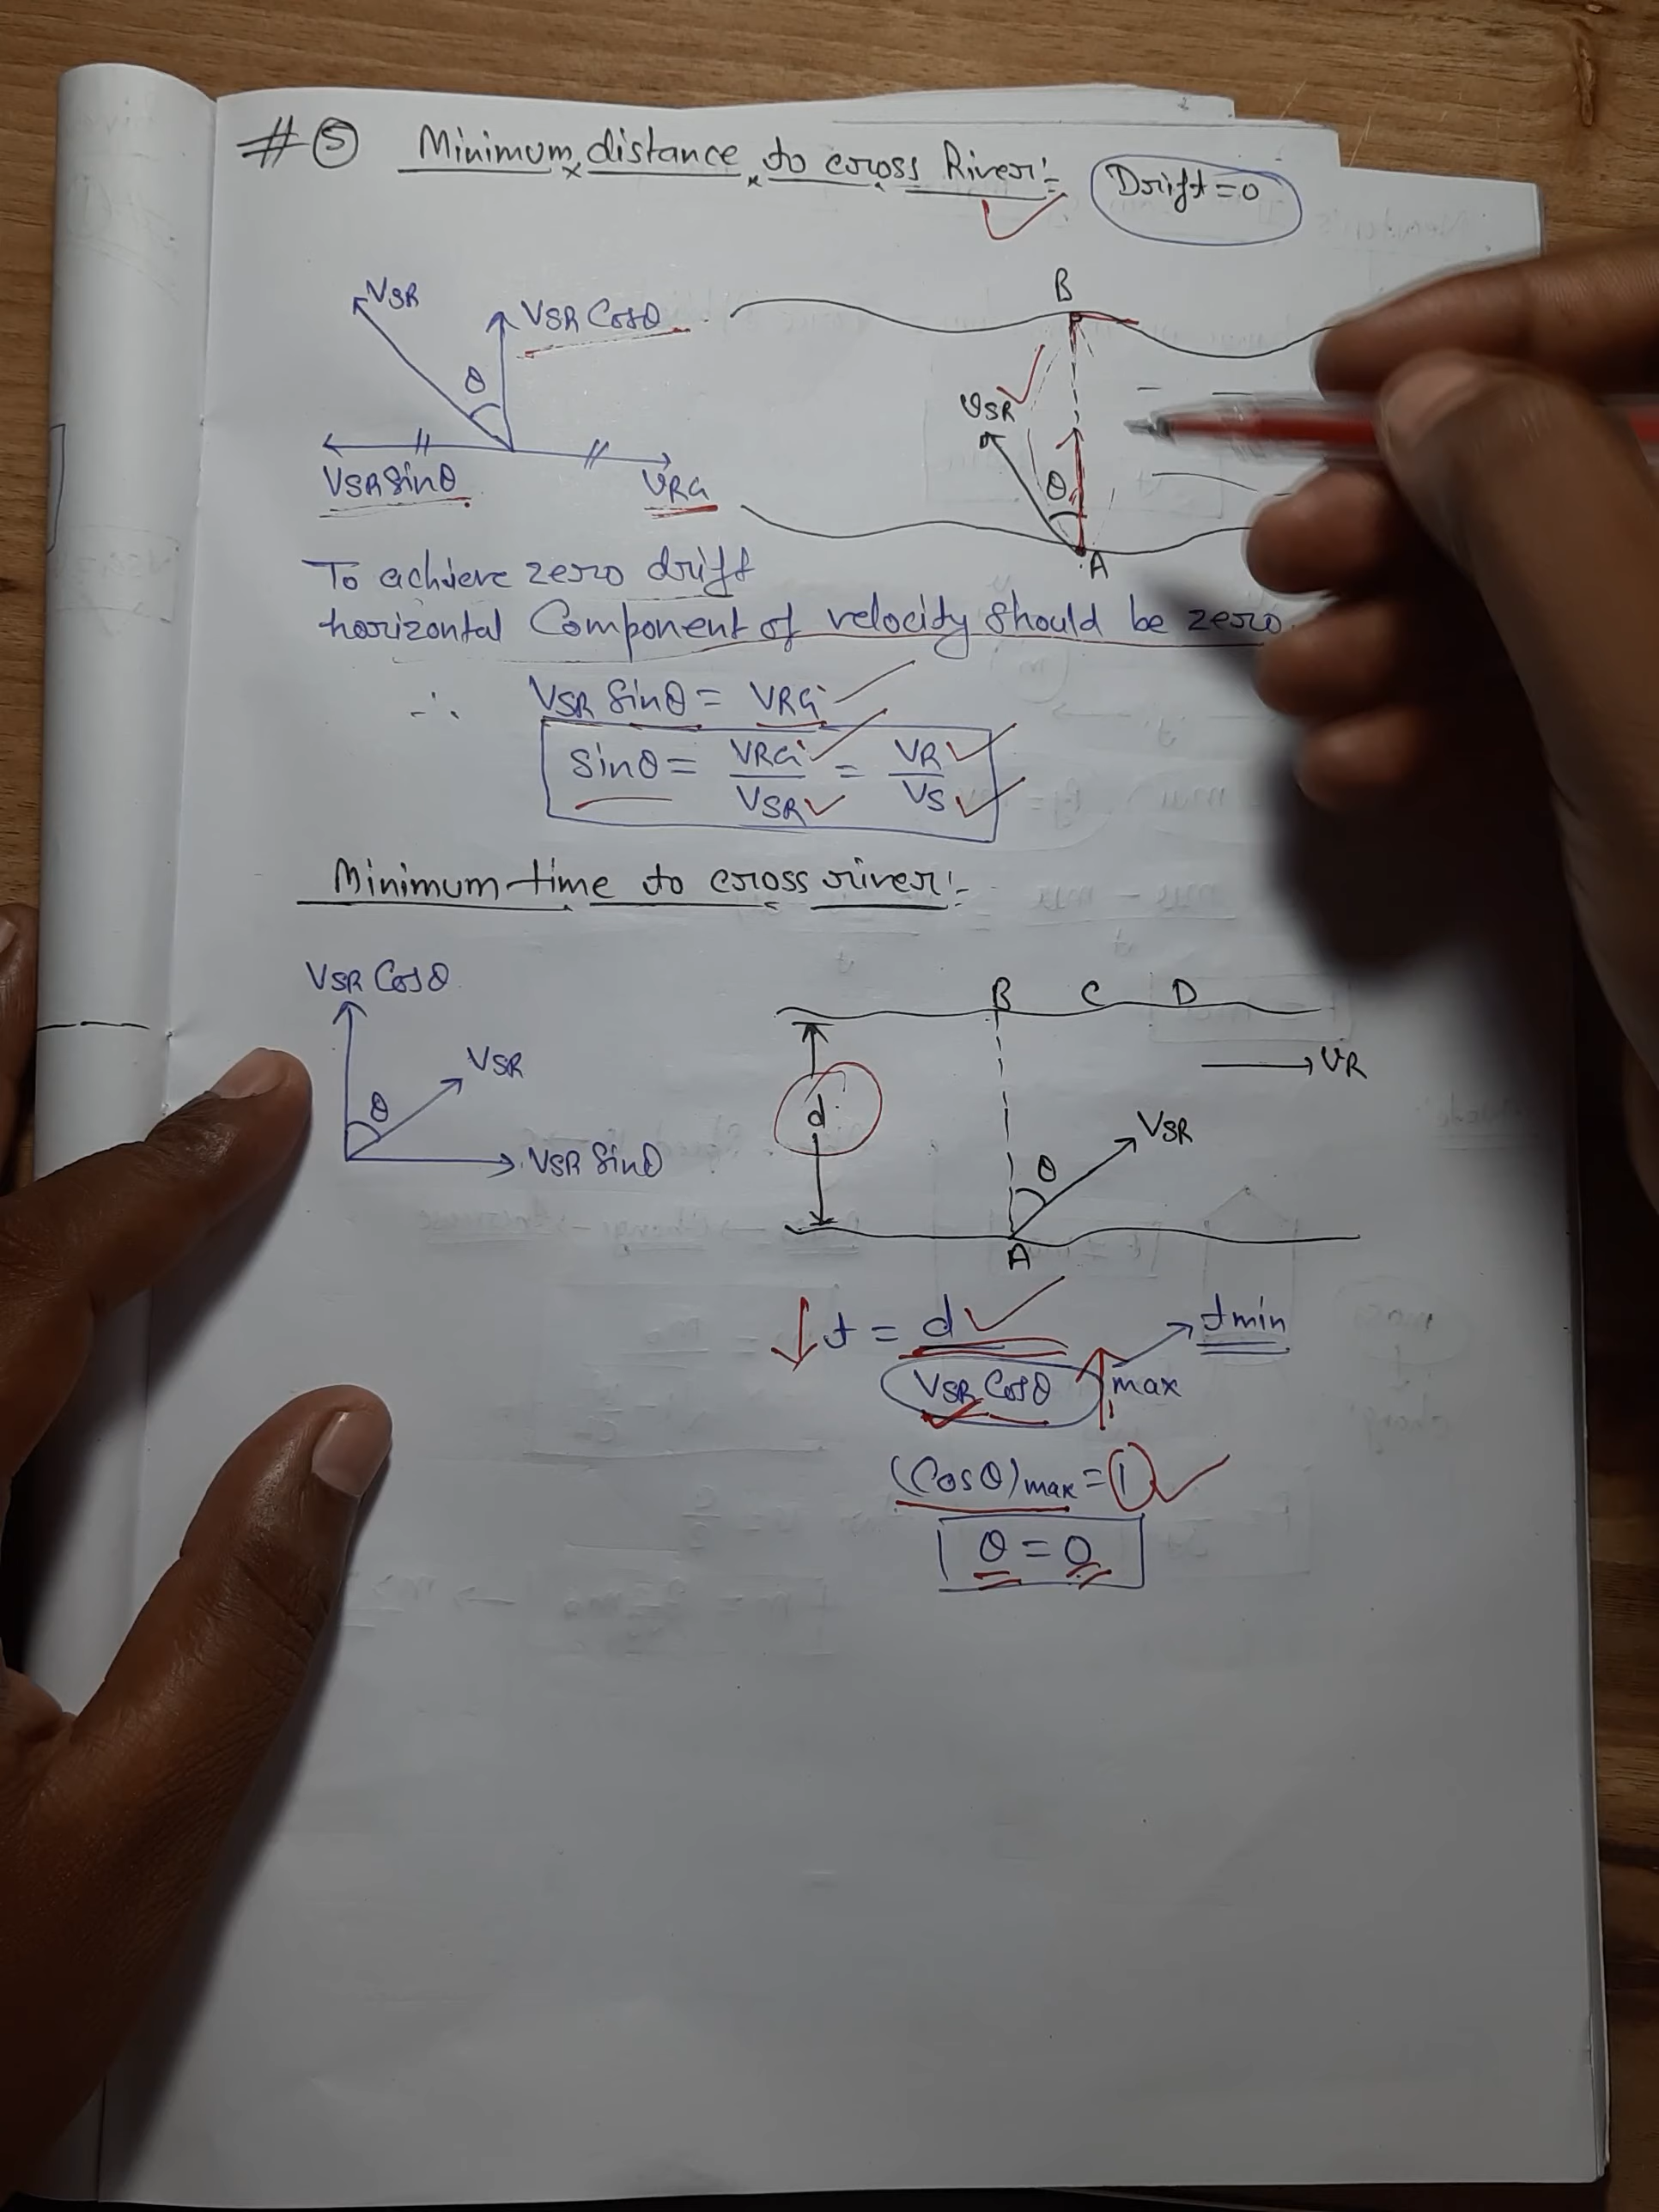 # 5 Minimum distance to cross River:- Drift = 0
VSR
VSR Cosθ
θ
VSR Sinθ
VRG
B
VSR
θ
A
To achieve zero drift
horizontal Component of velocity should be zero.
∴ VSR Sinθ = VRG
Sinθ = VRG / VSR = VR / VS
Minimum time to cross river:-
VSR Cosθ
VSR
θ
VSR Sinθ
B C D
VR
d
VSR
θ
A
↓ t = d / VSR Cosθ ↑ max → tmin
(Cosθ)max = 1
θ = 0